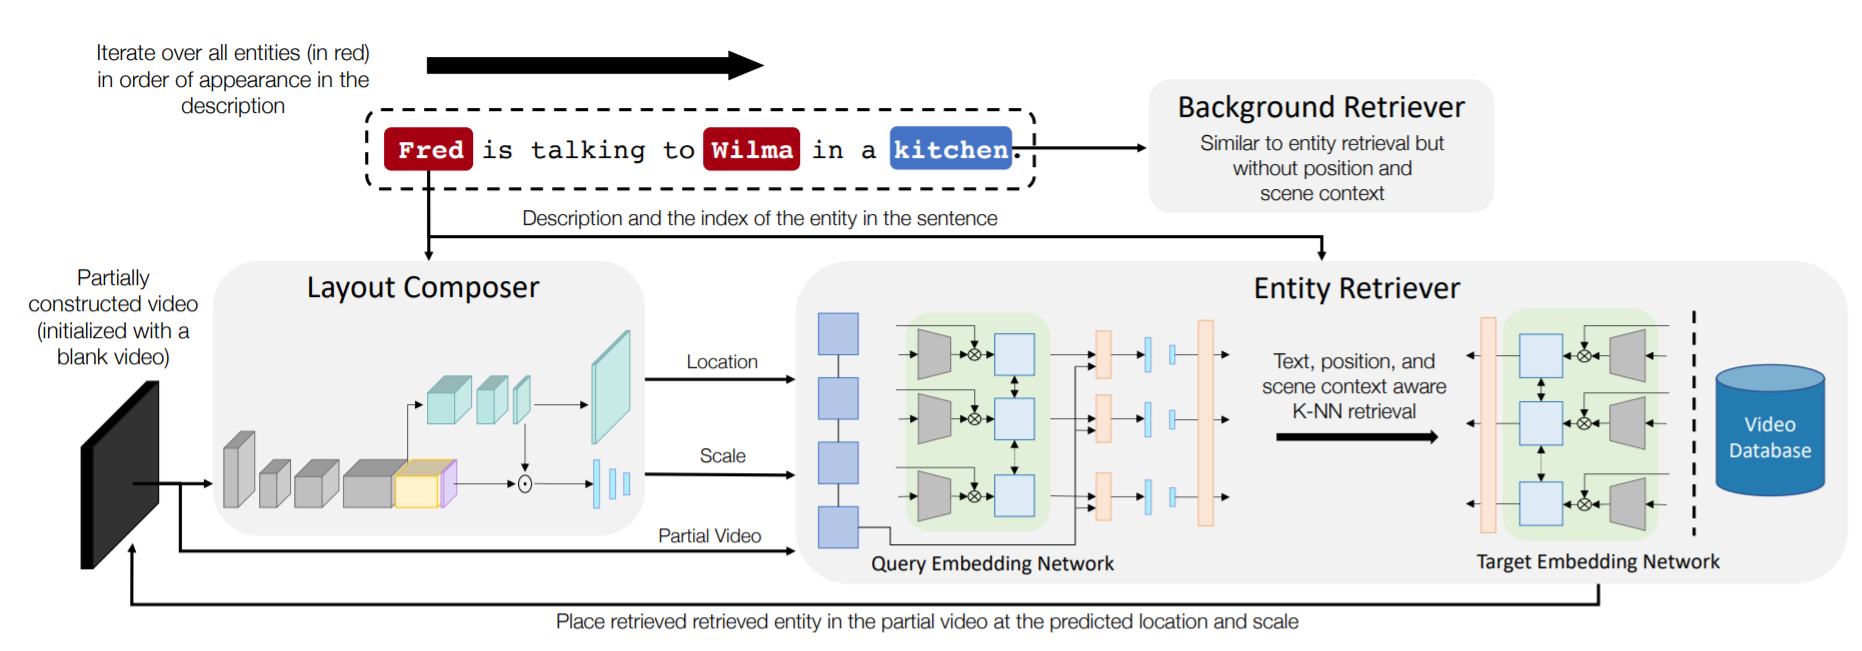 Iterate over all entities (in red)
in order of appearance in the
description
Fred is talking to Wilma in a kitchen.
Background Retriever
Similar to entity retrieval but
without position and
scene context
Description and the index of the entity in the sentence
Partially
constructed video
(initialized with a
blank video)
Layout Composer
Location
Scale
Partial Video
Entity Retriever
Query Embedding Network
Text, position, and
scene context aware
K-NN retrieval
Target Embedding Network
Video
Database
Place retrieved retrieved entity in the partial video at the predicted location and scale